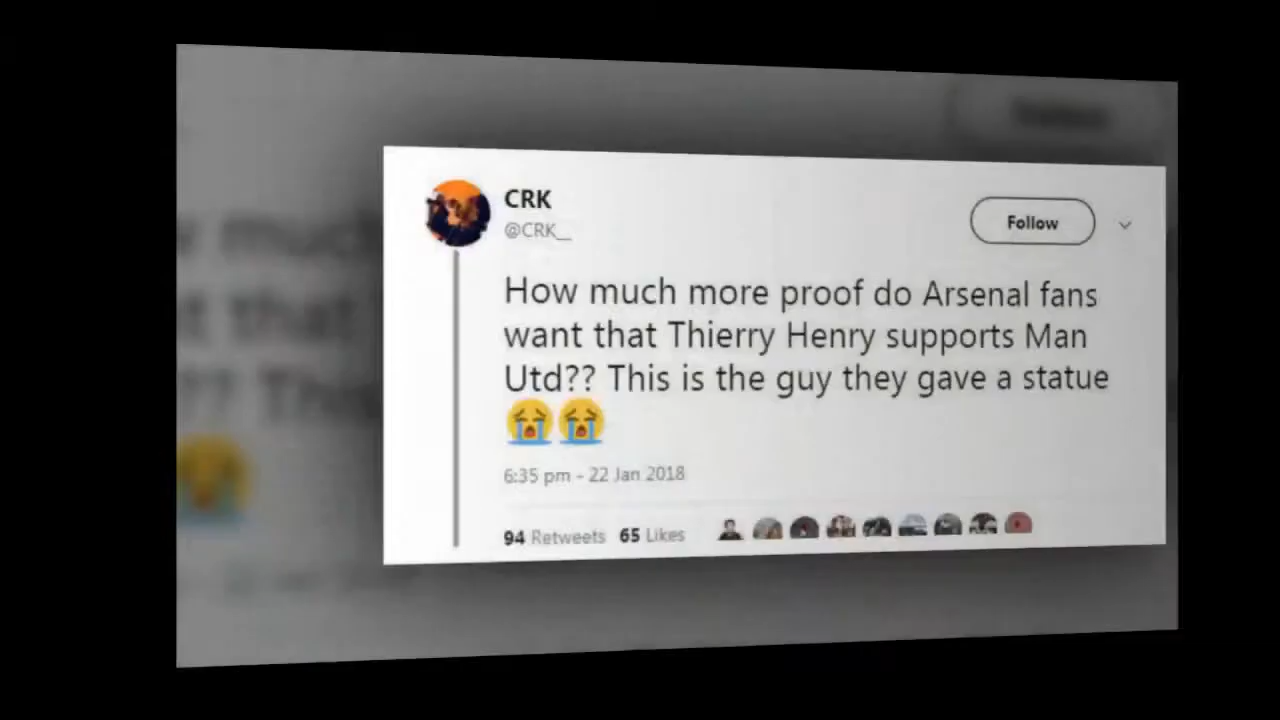 CRK
@CRK__
Follow
How much more proof do Arsenal fans
want that Thierry Henry supports Man
Utd?? This is the guy they gave a statue
😭😭
6:35 pm - 22 Jan 2018
94 Retweets 65 Likes